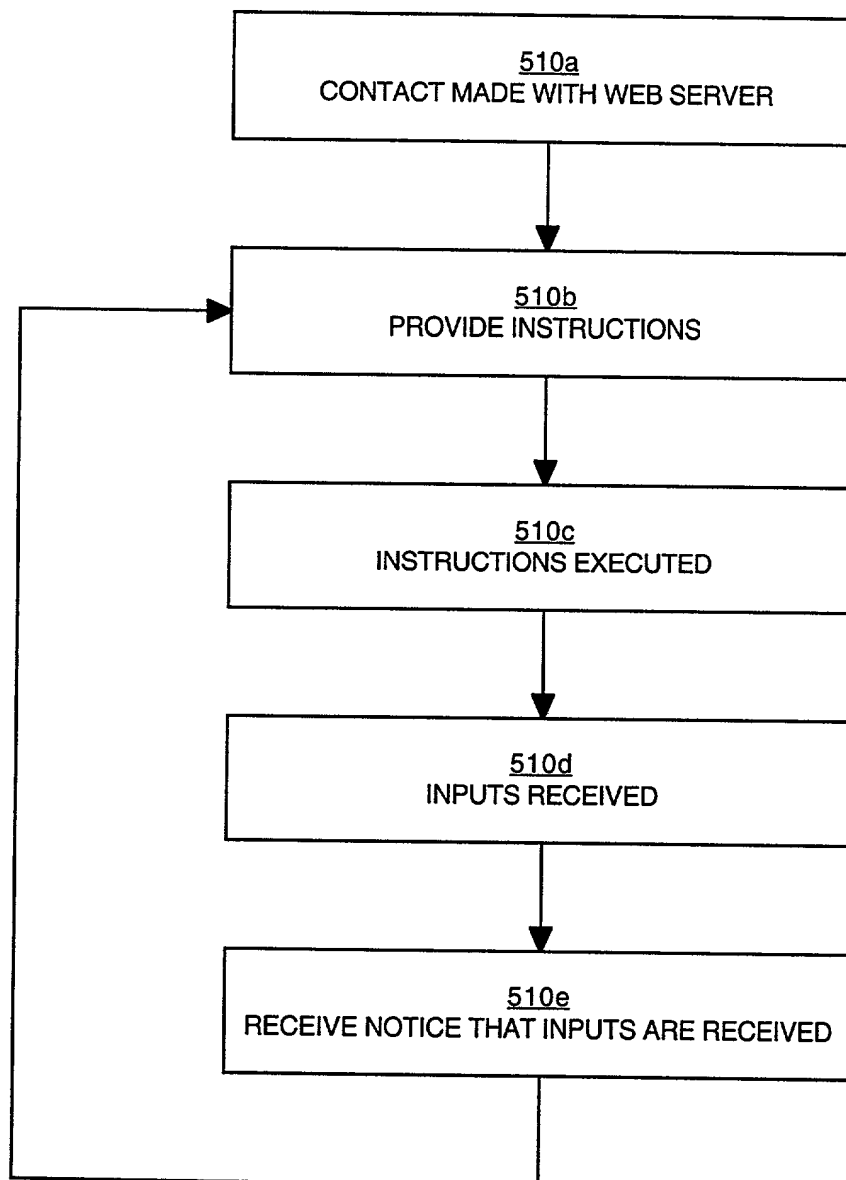 510a
CONTACT MADE WITH WEB SERVER
510b
PROVIDE INSTRUCTIONS
510c
INSTRUCTIONS EXECUTED
510d
INPUTS RECEIVED
510e
RECEIVE NOTICE THAT INPUTS ARE RECEIVED